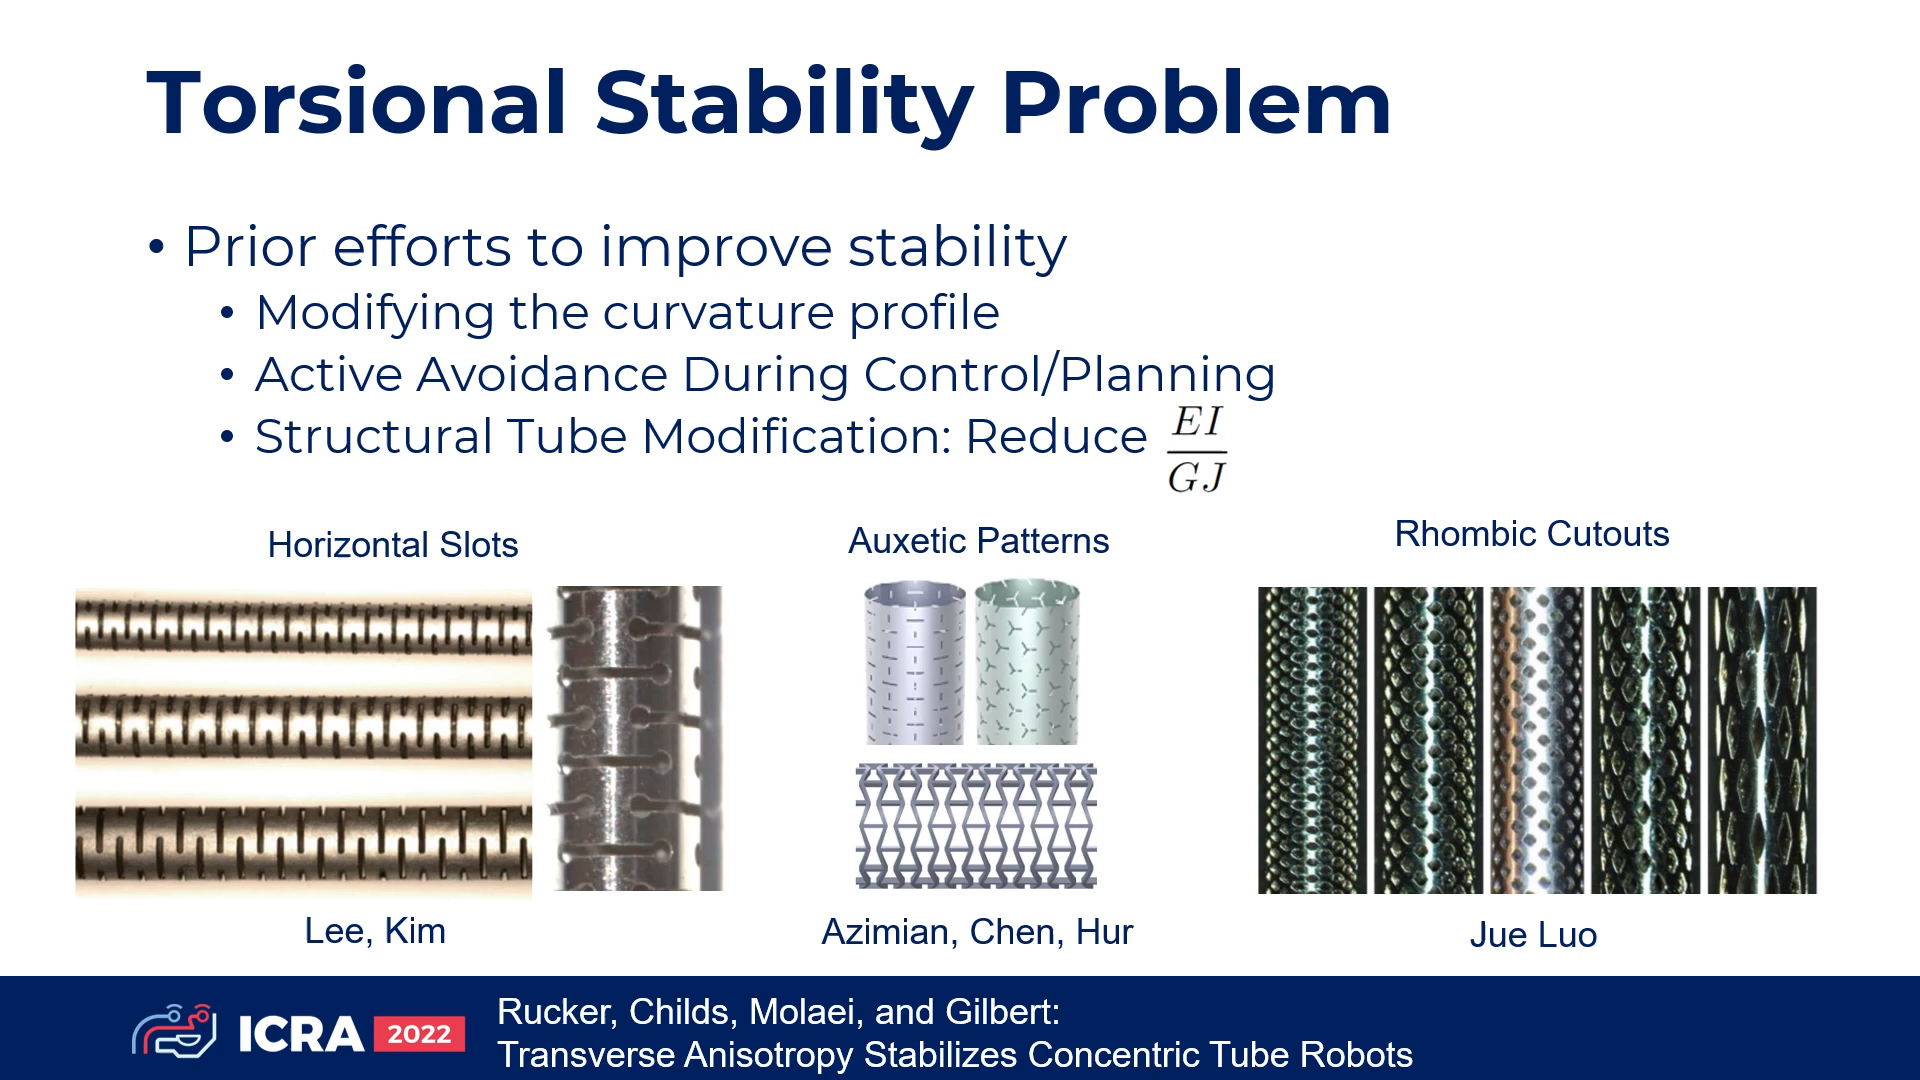 Torsional Stability Problem
• Prior efforts to improve stability
• Modifying the curvature profile
• Active Avoidance During Control/Planning
• Structural Tube Modification: Reduce EI/GJ
Horizontal Slots
Auxetic Patterns
Rhombic Cutouts
Lee, Kim
Azimian, Chen, Hur
Jue Luo
ICRA 2022
Rucker, Childs, Molaei, and Gilbert:
Transverse Anisotropy Stabilizes Concentric Tube Robots